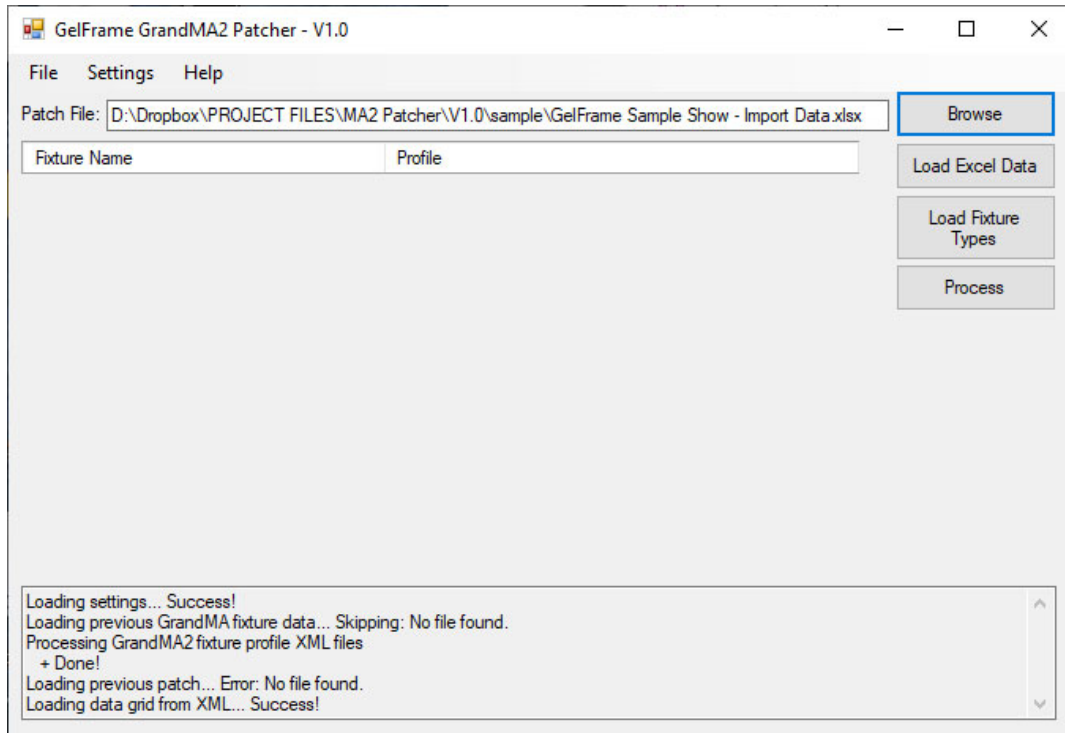 GelFrame GrandMA2 Patcher - V1.0
File Settings Help
Patch File: D:\Dropbox\PROJECT FILES\MA2 Patcher\V1.0\sample\GelFrame Sample Show - Import Data.xlsx Browse
Fixture Name Profile
Load Excel Data
Load Fixture
Types
Process
Loading settings... Success!
Loading previous GrandMA fixture data... Skipping: No file found.
Processing GrandMA2 fixture profile XML files
+ Done!
Loading previous patch... Error: No file found.
Loading data grid from XML... Success!